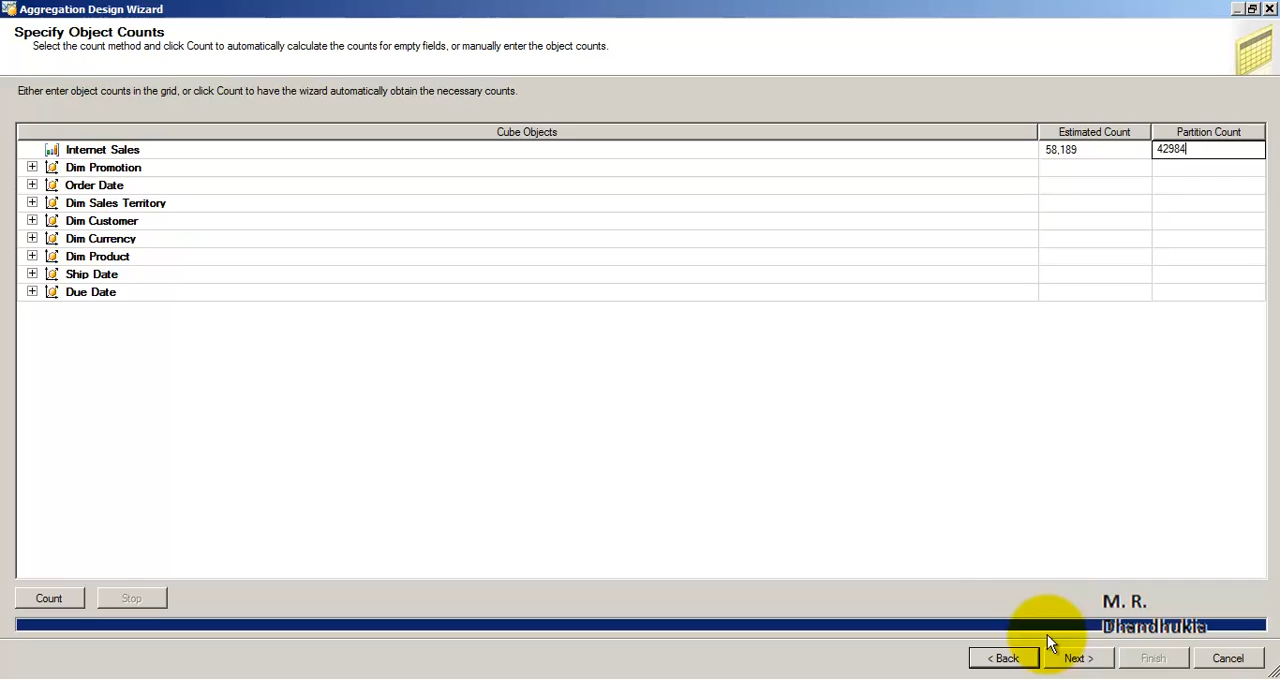 Aggregation Design Wizard
Specify Object Counts
Select the count method and click Count to automatically calculate the counts for empty fields, or manually enter the object counts.
Either enter object counts in the grid, or click Count to have the wizard automatically obtain the necessary counts.
Cube Objects Estimated Count Partition Count
Internet Sales 58,189 42984
Dim Promotion
Order Date
Dim Sales Territory
Dim Customer
Dim Currency
Dim Product
Ship Date
Due Date
Count Stop
M. R.
Dhandhukia
< Back Next > Finish Cancel